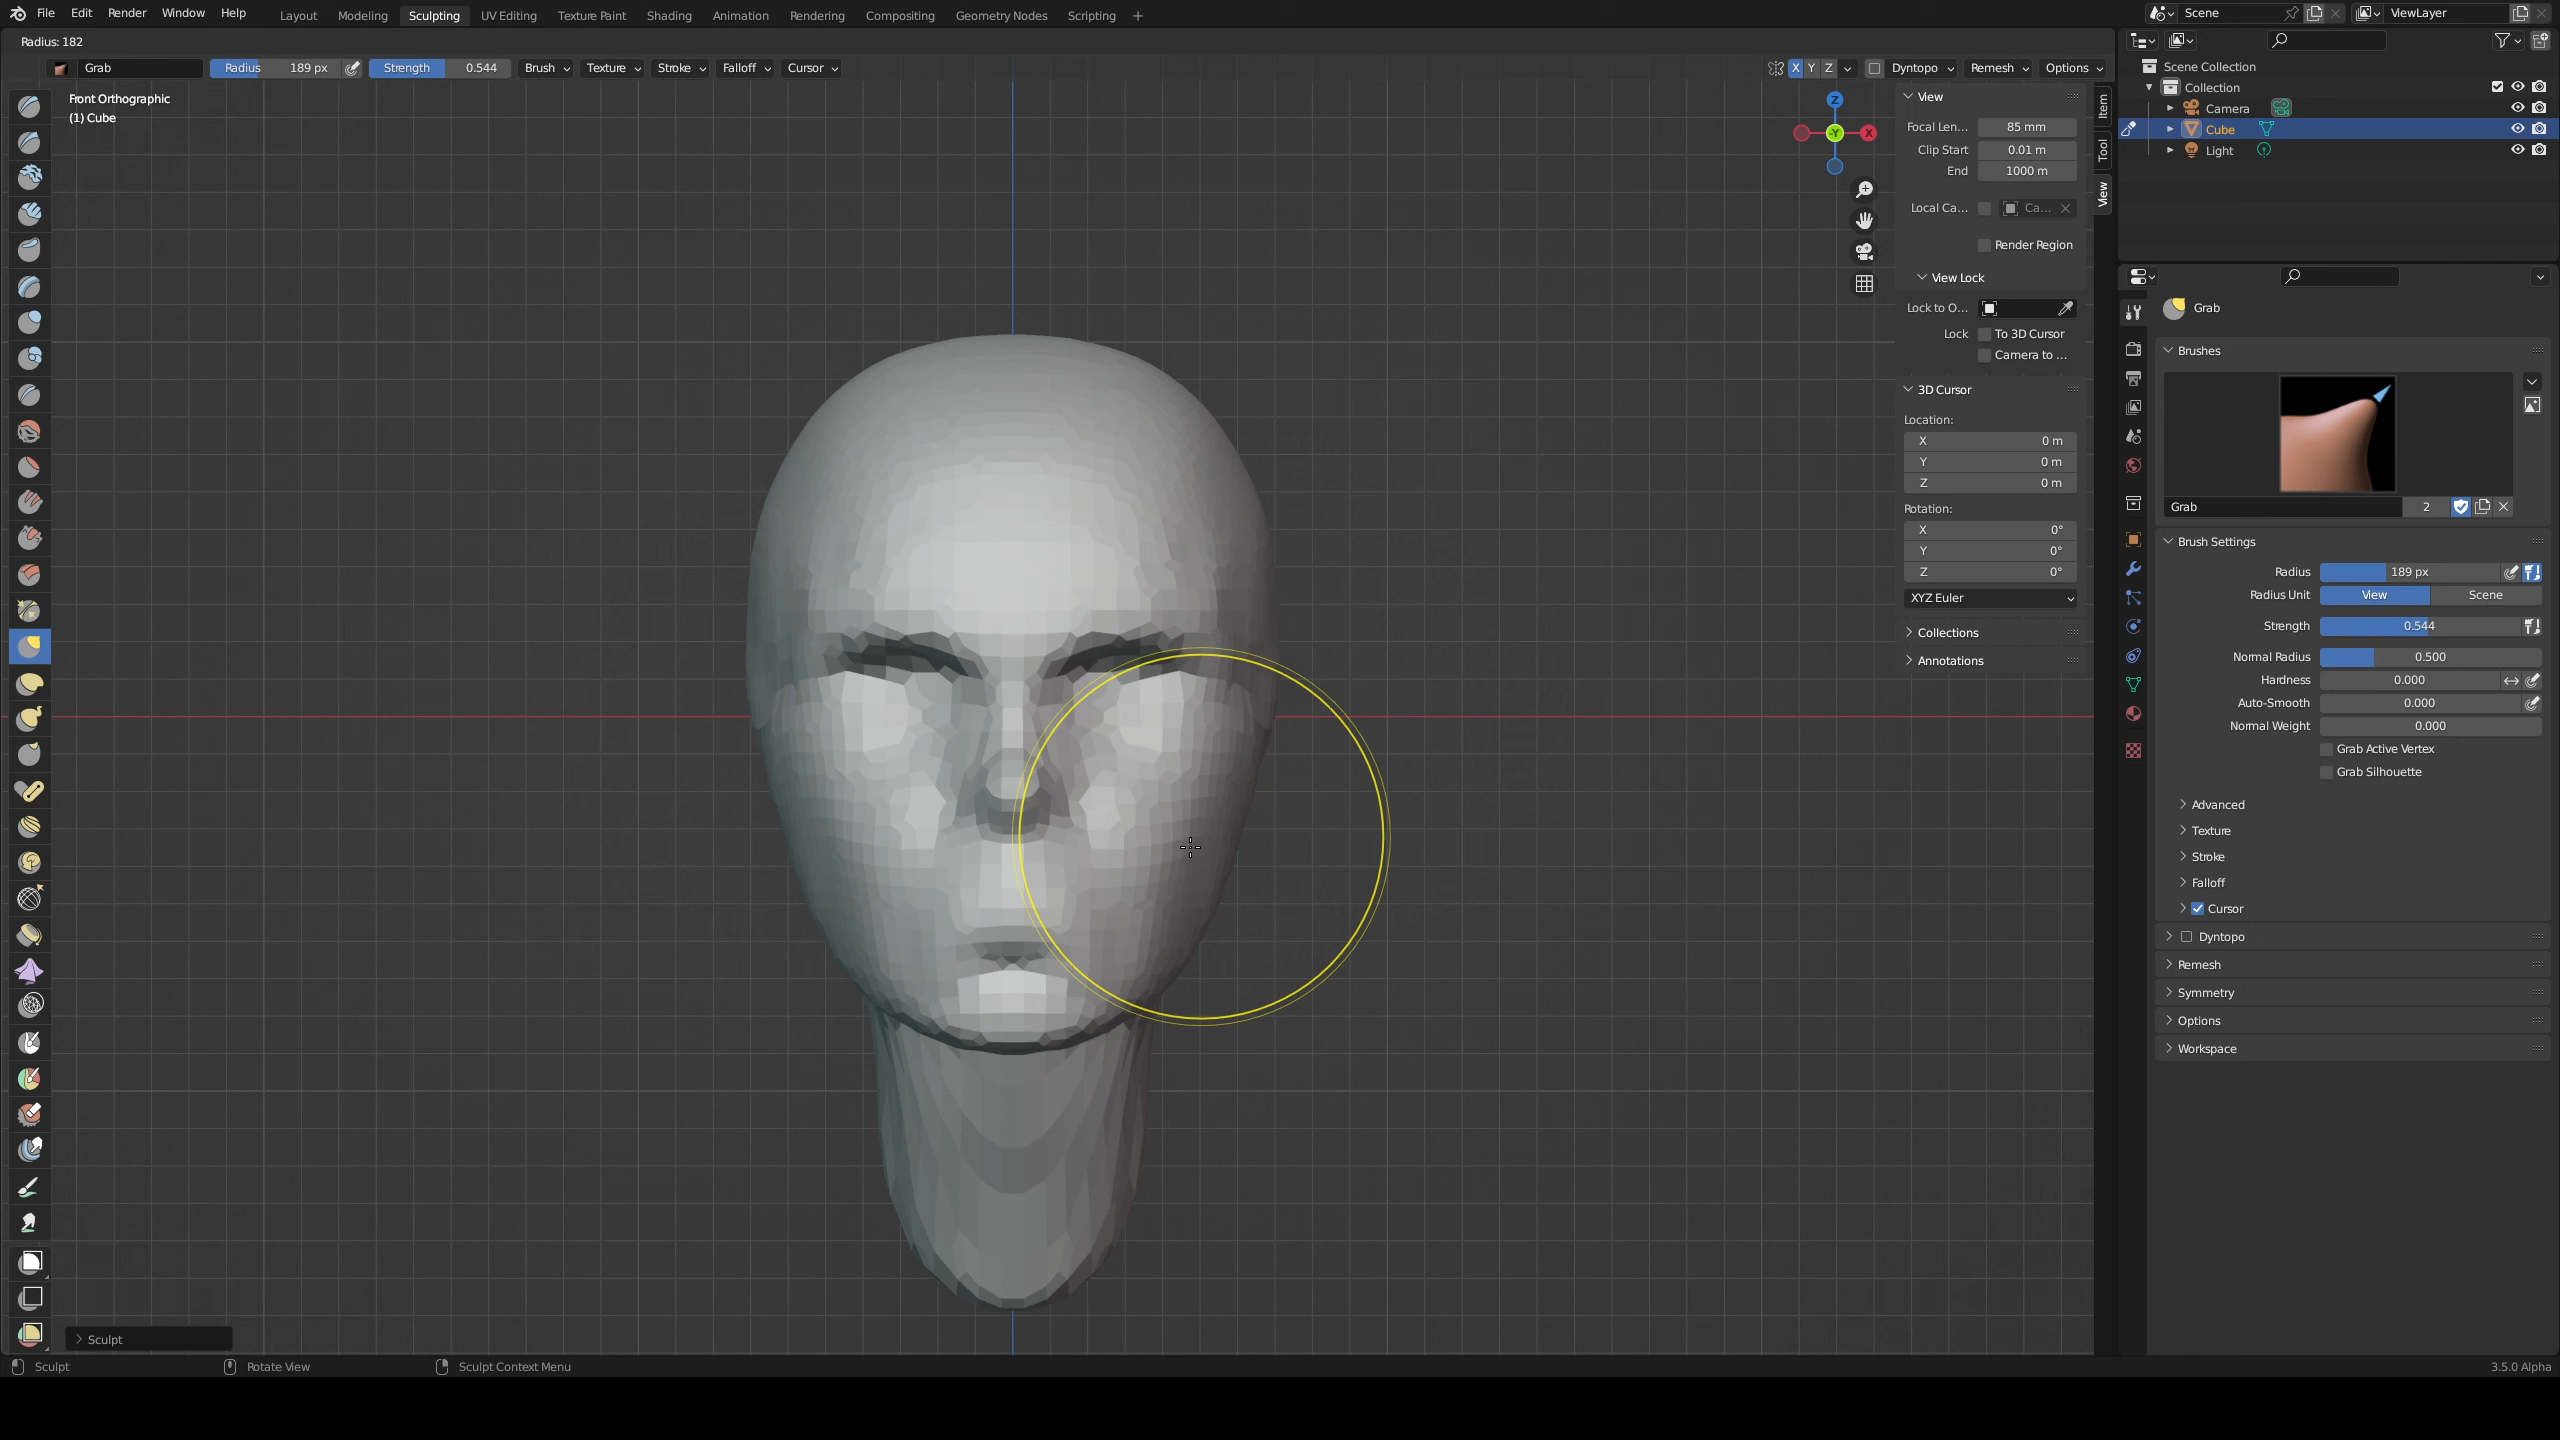 File Edit Render Window Help Layout Modeling Sculpting UV Editing Texture Paint Shading Animation Rendering Compositing Geometry Nodes Scripting + Scene ViewLayer
Radius: 182
Grab Radius 189 px Strength 0.544 Brush Texture Stroke Falloff Cursor X Y Z Dyntopo Remesh Options
Front Orthographic
(1) Cube
Z
Y X
View
Focal Len... 85 mm
Clip Start 0.01 m
End 1000 m
Local Ca... Ca...
Render Region
View Lock
Lock to O...
Lock To 3D Cursor
Camera to ...
3D Cursor
Location:
X 0 m
Y 0 m
Z 0 m
Rotation:
X 0°
Y 0°
Z 0°
XYZ Euler
Collections
Annotations
Item
Tool
View
Scene Collection
Collection
Camera
Cube
Light
Grab
Brushes
Grab 2
Brush Settings
Radius 189 px
Radius Unit View Scene
Strength 0.544
Normal Radius 0.500
Hardness 0.000
Auto-Smooth 0.000
Normal Weight 0.000
Grab Active Vertex
Grab Silhouette
Advanced
Texture
Stroke
Falloff
Cursor
Dyntopo
Remesh
Symmetry
Options
Workspace
Sculpt
Sculpt Rotate View Sculpt Context Menu 3.5.0 Alpha